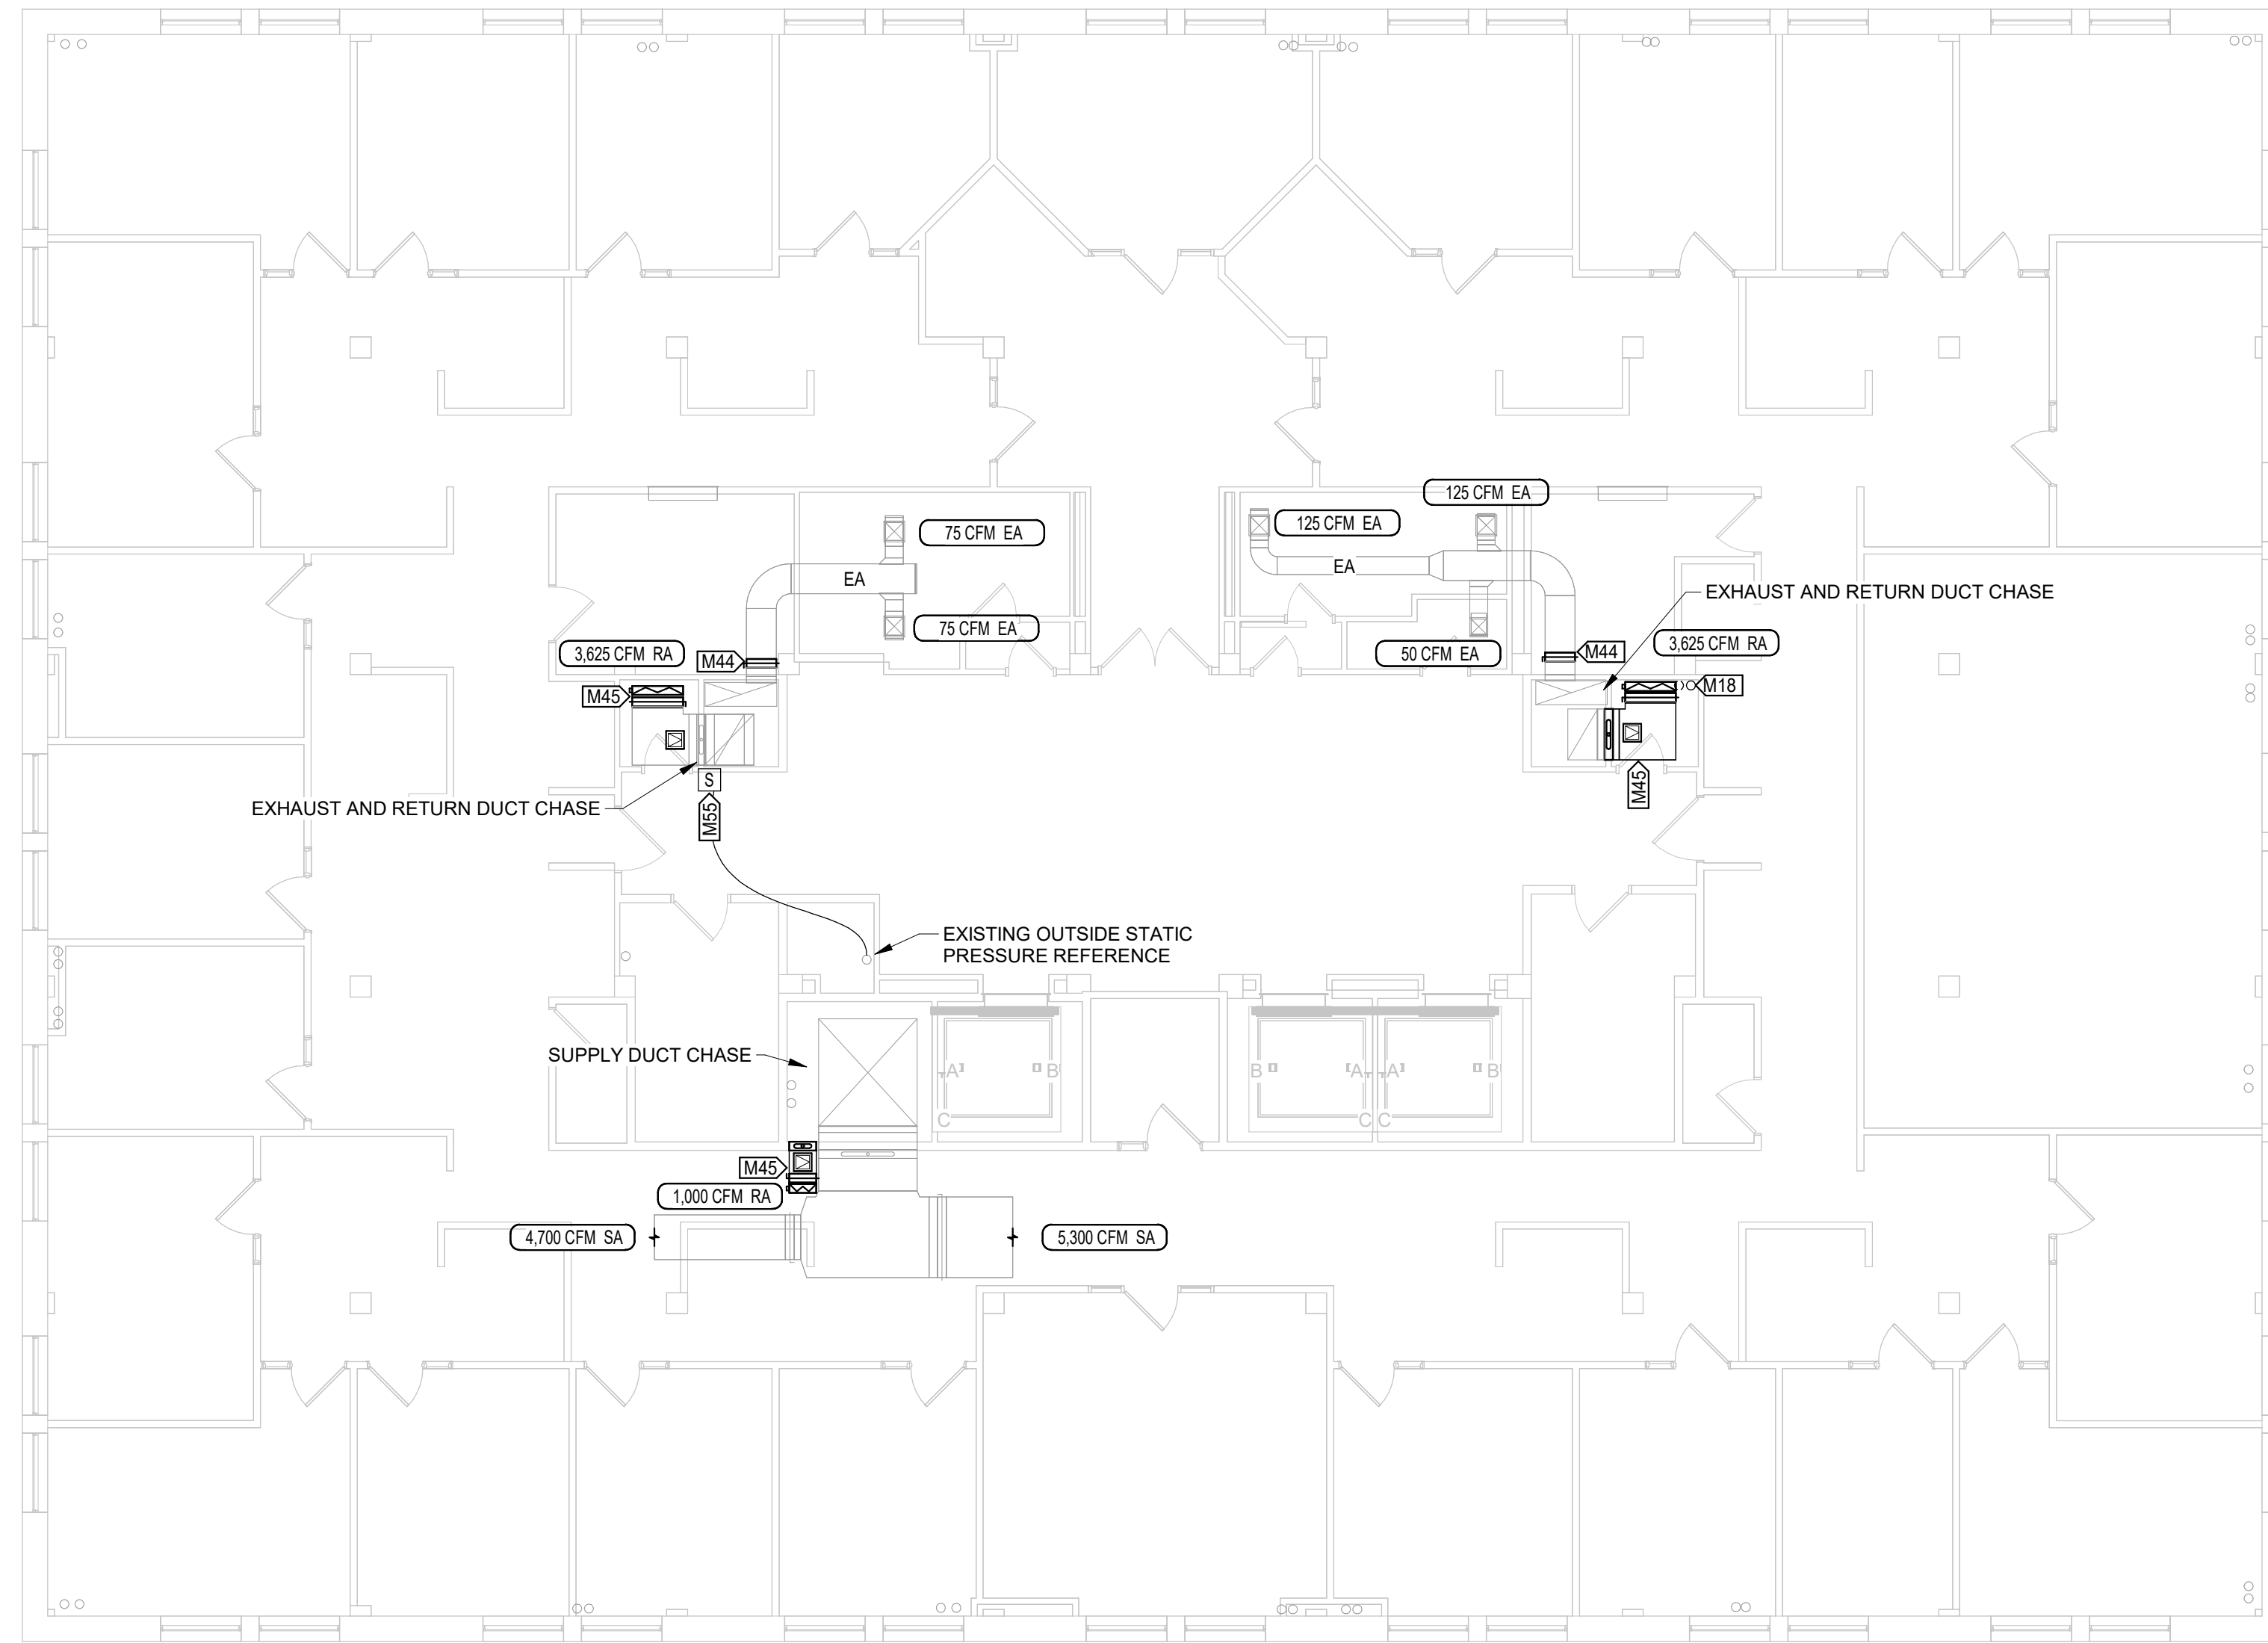 125 CFM EA
75 CFM EA
125 CFM EA
EA
EA
EXHAUST AND RETURN DUCT CHASE
75 CFM EA
3,625 CFM RA
M44
50 CFM EA
M44
3,625 CFM RA
M45
M18
S
M55
M45
EXHAUST AND RETURN DUCT CHASE
EXISTING OUTSIDE STATIC
PRESSURE REFERENCE
SUPPLY DUCT CHASE
A
B
B
A
A
B
C
C
C
M45
1,000 CFM RA
4,700 CFM SA
5,300 CFM SA